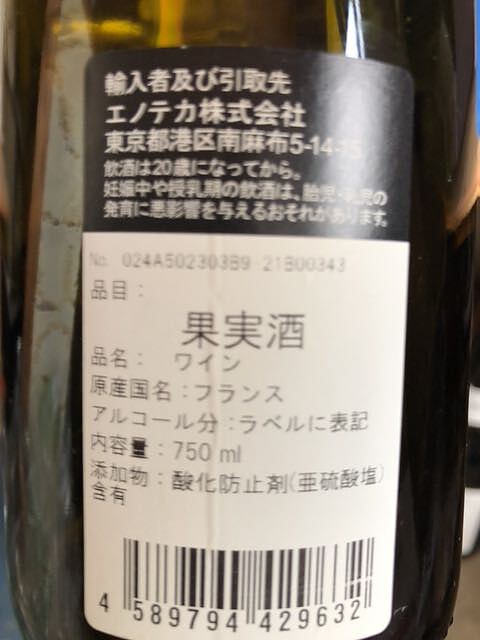 輸入者及び引取先
エノテカ株式会社
東京都港区南麻布5-14-15
飲酒は20歳になってから。
妊娠中や授乳期の飲酒は、胎児・乳児の
発育に悪影響を与えるおそれがあります。
No. 024A502303B9 21B00343
品目:
果実酒
品名: ワイン
原産国名:フランス
アルコール分:ラベルに表記
内容量:750 ml
添加物:酸化防止剤(亜硫酸塩)
含有
4 589794 429632